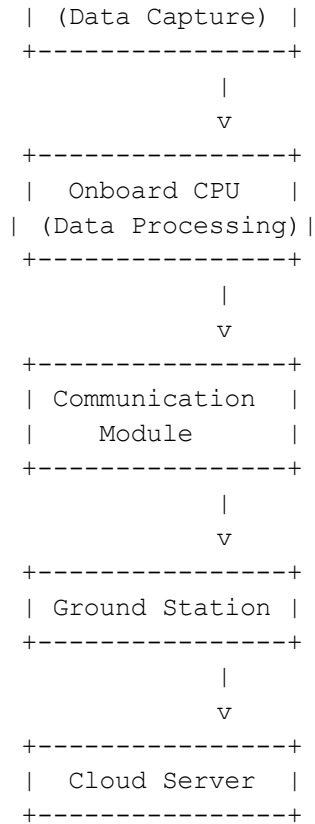 (Data Capture)
Onboard CPU
(Data Processing)
Communication
Module
Ground Station
Cloud Server